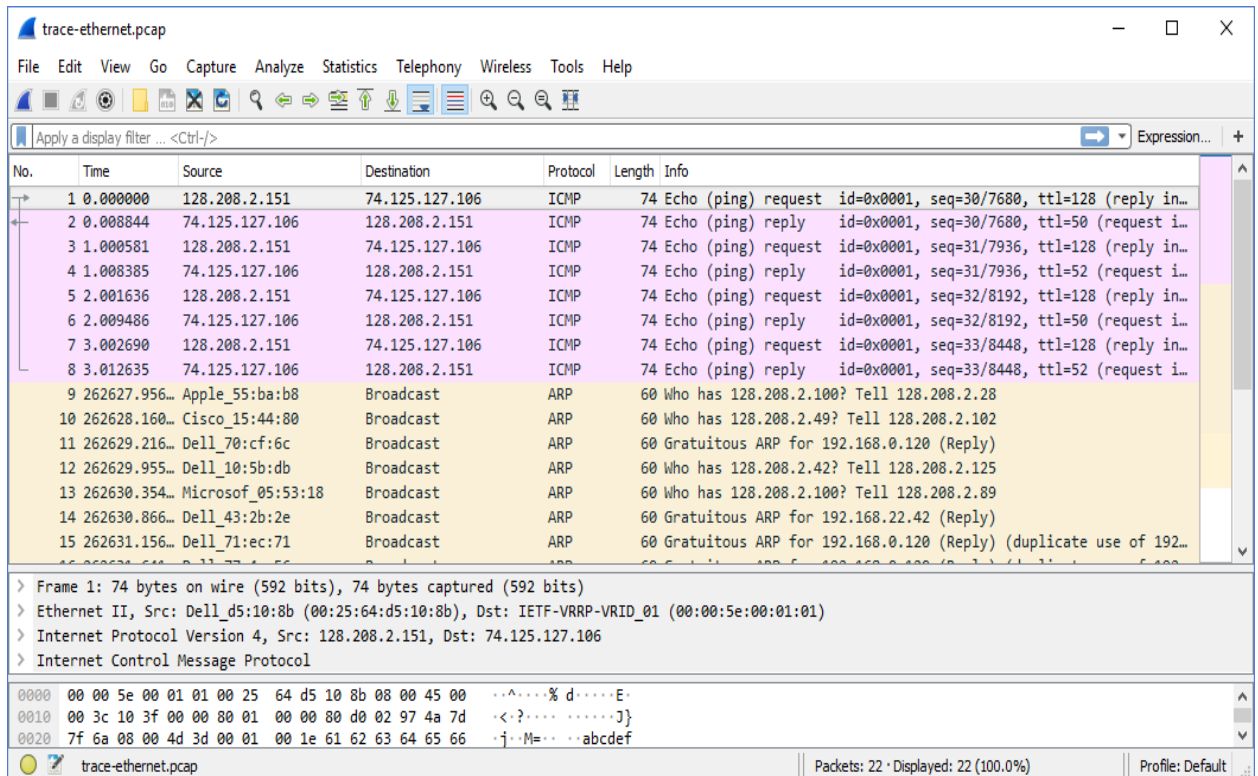 trace-ethernet.pcap
File Edit View Go Capture Analyze Statistics Telephony Wireless Tools Help
Apply a display filter ... <Ctrl-/> Expression... +
No. Time Source Destination Protocol Length Info
1 0.000000 128.208.2.151 74.125.127.106 ICMP 74 Echo (ping) request id=0x0001, seq=30/7680, ttl=128 (reply in…
2 0.008844 74.125.127.106 128.208.2.151 ICMP 74 Echo (ping) reply id=0x0001, seq=30/7680, ttl=50 (request i…
3 1.000581 128.208.2.151 74.125.127.106 ICMP 74 Echo (ping) request id=0x0001, seq=31/7936, ttl=128 (reply in…
4 1.008385 74.125.127.106 128.208.2.151 ICMP 74 Echo (ping) reply id=0x0001, seq=31/7936, ttl=52 (request i…
5 2.001636 128.208.2.151 74.125.127.106 ICMP 74 Echo (ping) request id=0x0001, seq=32/8192, ttl=128 (reply in…
6 2.009486 74.125.127.106 128.208.2.151 ICMP 74 Echo (ping) reply id=0x0001, seq=32/8192, ttl=50 (request i…
7 3.002690 128.208.2.151 74.125.127.106 ICMP 74 Echo (ping) request id=0x0001, seq=33/8448, ttl=128 (reply in…
8 3.012635 74.125.127.106 128.208.2.151 ICMP 74 Echo (ping) reply id=0x0001, seq=33/8448, ttl=52 (request i…
9 262627.956… Apple_55:ba:b8 Broadcast ARP 60 Who has 128.208.2.100? Tell 128.208.2.28
10 262628.160… Cisco_15:44:80 Broadcast ARP 60 Who has 128.208.2.49? Tell 128.208.2.102
11 262629.216… Dell_70:cf:6c Broadcast ARP 60 Gratuitous ARP for 192.168.0.120 (Reply)
12 262629.955… Dell_10:5b:db Broadcast ARP 60 Who has 128.208.2.42? Tell 128.208.2.125
13 262630.354… Microsof_05:53:18 Broadcast ARP 60 Who has 128.208.2.100? Tell 128.208.2.89
14 262630.866… Dell_43:2b:2e Broadcast ARP 60 Gratuitous ARP for 192.168.22.42 (Reply)
15 262631.156… Dell_71:ec:71 Broadcast ARP 60 Gratuitous ARP for 192.168.0.120 (Reply) (duplicate use of 192…
> Frame 1: 74 bytes on wire (592 bits), 74 bytes captured (592 bits)
> Ethernet II, Src: Dell_d5:10:8b (00:25:64:d5:10:8b), Dst: IETF-VRRP-VRID_01 (00:00:5e:00:01:01)
> Internet Protocol Version 4, Src: 128.208.2.151, Dst: 74.125.127.106
> Internet Control Message Protocol
0000 00 00 5e 00 01 01 00 25 64 d5 10 8b 08 00 45 00 ··^····% d·····E·
0010 00 3c 10 3f 00 00 80 01 00 00 80 d0 02 97 4a 7d ·<·?···· ······J}
0020 7f 6a 08 00 4d 3d 00 01 00 1e 61 62 63 64 65 66 ·j··M=·· ··abcdef
trace-ethernet.pcap Packets: 22 · Displayed: 22 (100.0%) Profile: Default